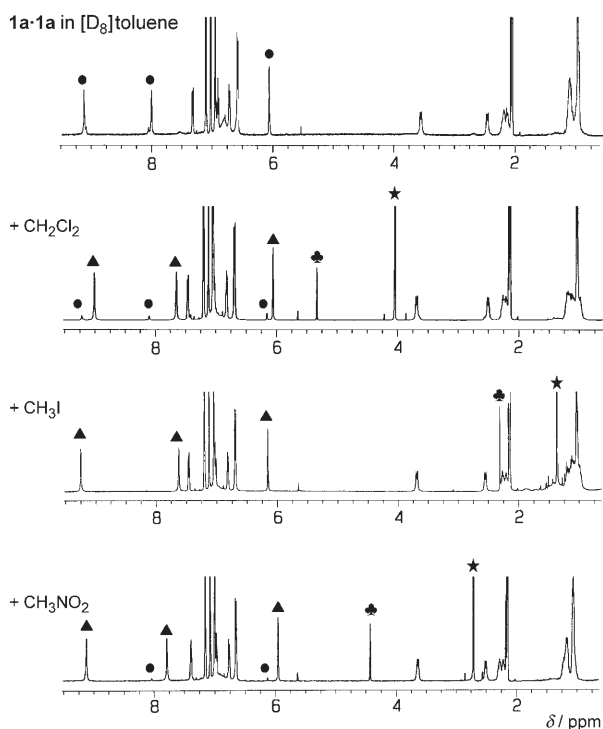 1a·1a in [D8]toluene
8 6 4 2
+ CH2Cl2
8 6 4 2
+ CH3I
8 6 4 2
+ CH3NO2
8 6 4 2
δ / ppm